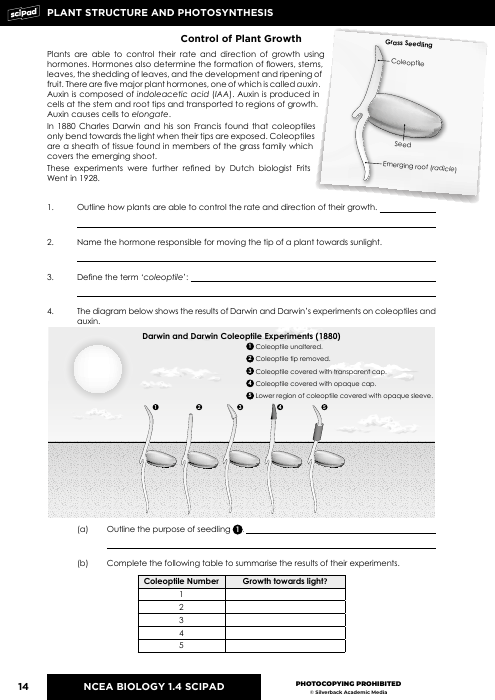 scipad PLANT STRUCTURE AND PHOTOSYNTHESIS
Control of Plant Growth
Plants are able to control their rate and direction of growth using
hormones. Hormones also determine the formation of flowers, stems,
leaves, the shedding of leaves, and the development and ripening of
fruit. There are five major plant hormones, one of which is called auxin.
Auxin is composed of indoleacetic acid (IAA). Auxin is produced in
cells at the stem and root tips and transported to regions of growth.
Auxin causes cells to elongate.
In 1880 Charles Darwin and his son Francis found that coleoptiles
only bend towards the light when their tips are exposed. Coleoptiles
are a sheath of tissue found in members of the grass family which
covers the emerging shoot.
These experiments were further refined by Dutch biologist Frits
Went in 1928.
Grass Seedling
Coleoptile
Seed
Emerging root (radicle)
1. Outline how plants are able to control the rate and direction of their growth.
2. Name the hormone responsible for moving the tip of a plant towards sunlight.
3. Define the term 'coleoptile':
4. The diagram below shows the results of Darwin and Darwin's experiments on coleoptiles and
auxin.
Darwin and Darwin Coleoptile Experiments (1880)
1 Coleoptile unaltered.
2 Coleoptile tip removed.
3 Coleoptile covered with transparent cap.
4 Coleoptile covered with opaque cap.
5 Lower region of coleoptile covered with opaque sleeve.
1 2 3 4 5
(a) Outline the purpose of seedling 1.
(b) Complete the following table to summarise the results of their experiments.
Coleoptile Number Growth towards light?
1
2
3
4
5
14 NCEA BIOLOGY 1.4 SCIPAD PHOTOCOPYING PROHIBITED
© Silverback Academic Media